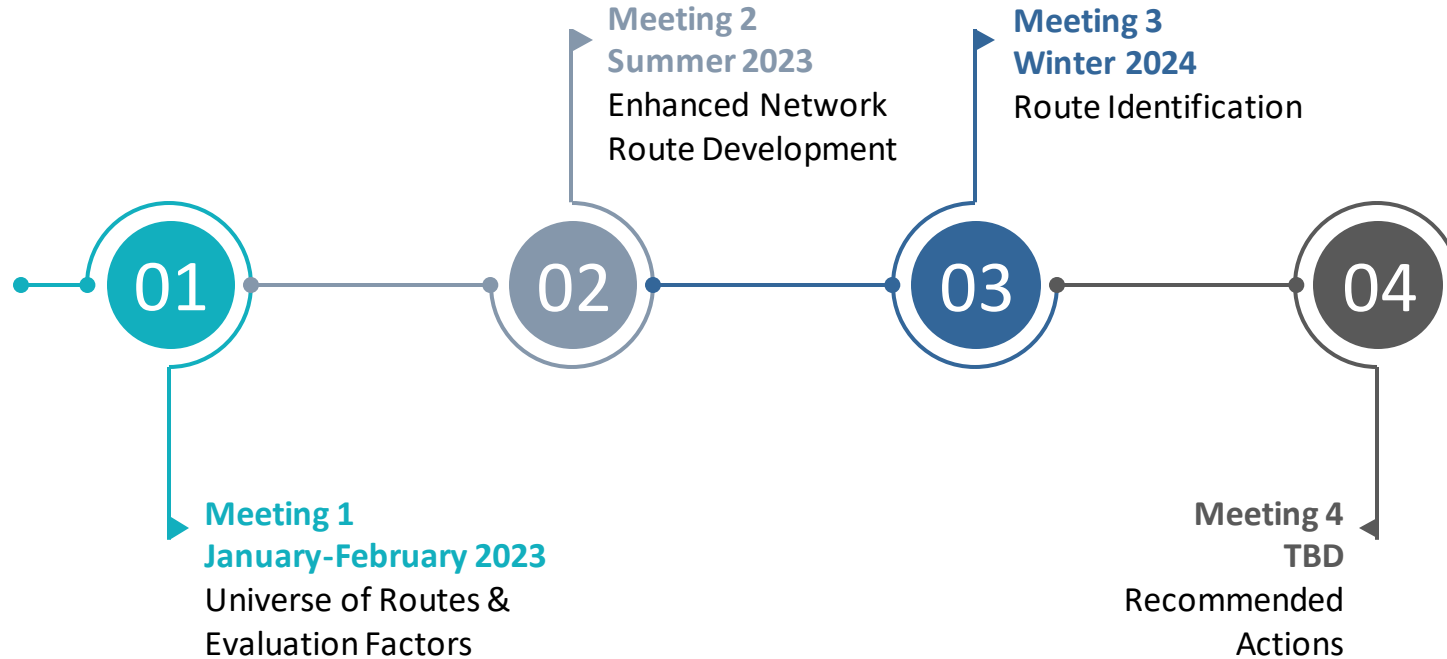 Meeting 2
Summer 2023
Enhanced Network
Route Development
Meeting 3
Winter 2024
Route Identification
01
02
03
04
Meeting 1
January-February 2023
Universe of Routes &
Evaluation Factors
Meeting 4
TBD
Recommended
Actions